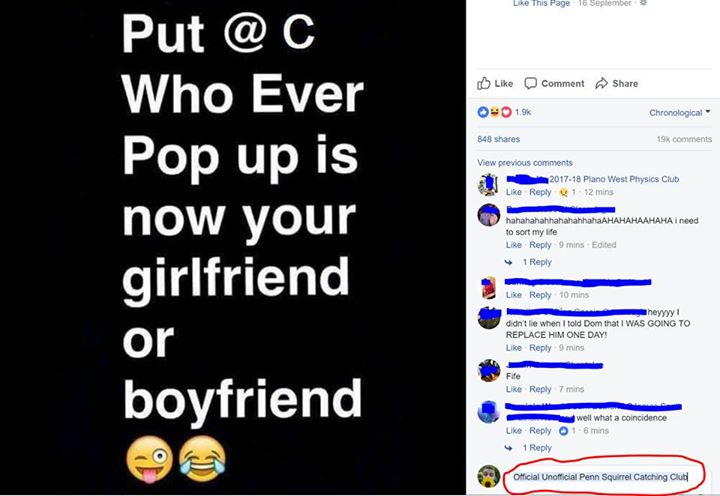 Put @ C
Who Ever
Pop up is
now your
girlfriend
or
boyfriend
Like This Page · 16 September ·
Like Comment Share
1.9k Chronological
848 shares 19k comments
View previous comments
2017-18 Plano West Physics Club
Like · Reply · 1 · 12 mins
hahahahahhahahahhahaAHAHAHAAHAHA i need
to sort my life
Like · Reply · 9 mins · Edited
1 Reply
Like · Reply · 10 mins
heyyyy I
didn't lie when I told Dom that I WAS GOING TO
REPLACE HIM ONE DAY!
Like · Reply · 9 mins
Fife
Like · Reply · 7 mins
well what a coincidence
Like · Reply · 1 · 6 mins
1 Reply
Official Unofficial Penn Squirrel Catching Club